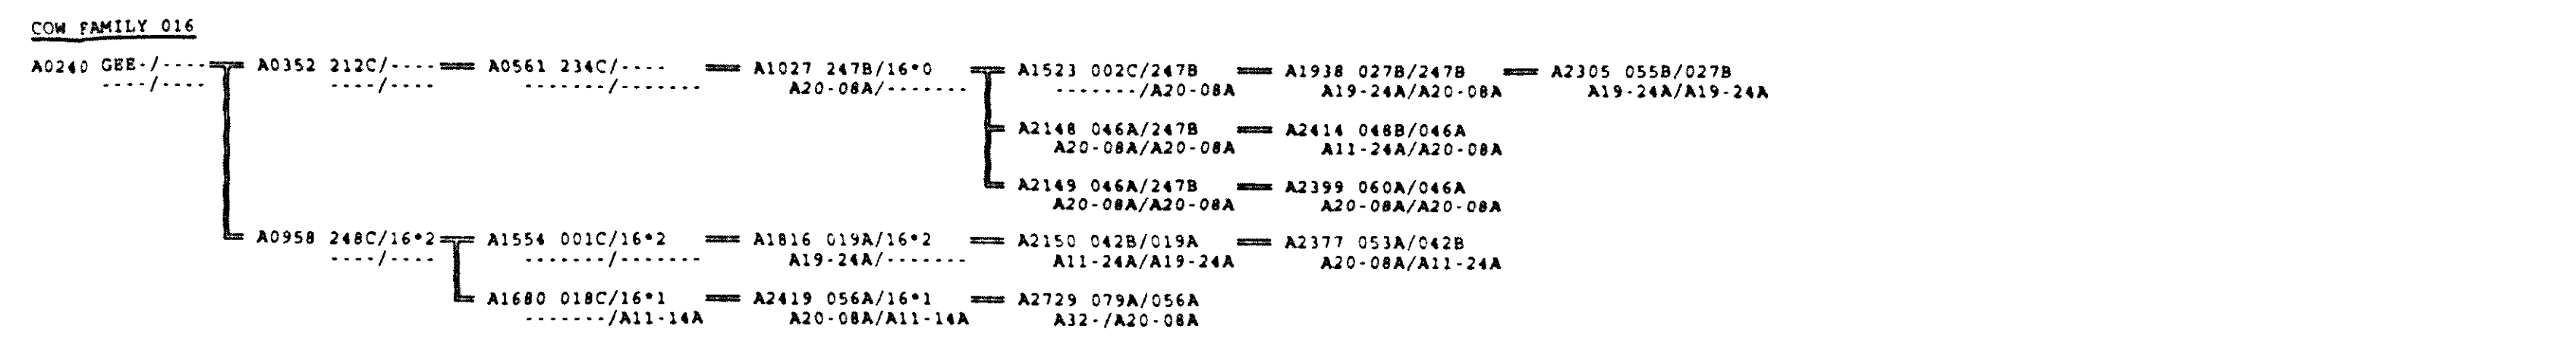 COW FAMILY 016
A0240 GEE-/---- A0352 212C/---- A0561 234C/---- A1027 247B/16*0 A1523 002C/247B A1938 027B/247B A2305 055B/027B
----/---- ----/---- -------/------- A20-08A/------- -------/A20-08A A19-24A/A20-08A A19-24A/A19-24A
A2148 046A/247B A2414 048B/046A
A20-08A/A20-08A A11-24A/A20-08A
A2149 046A/247B A2399 060A/046A
A20-08A/A20-08A A20-08A/A20-08A
A0958 248C/16*2 A1554 001C/16*2 A1816 019A/16*2 A2150 042B/019A A2377 053A/042B
----/---- -------/------- A19-24A/------- A11-24A/A19-24A A20-08A/A11-24A
A1680 018C/16*1 A2419 056A/16*1 A2729 079A/056A
-------/A11-14A A20-08A/A11-14A A32-/A20-08A